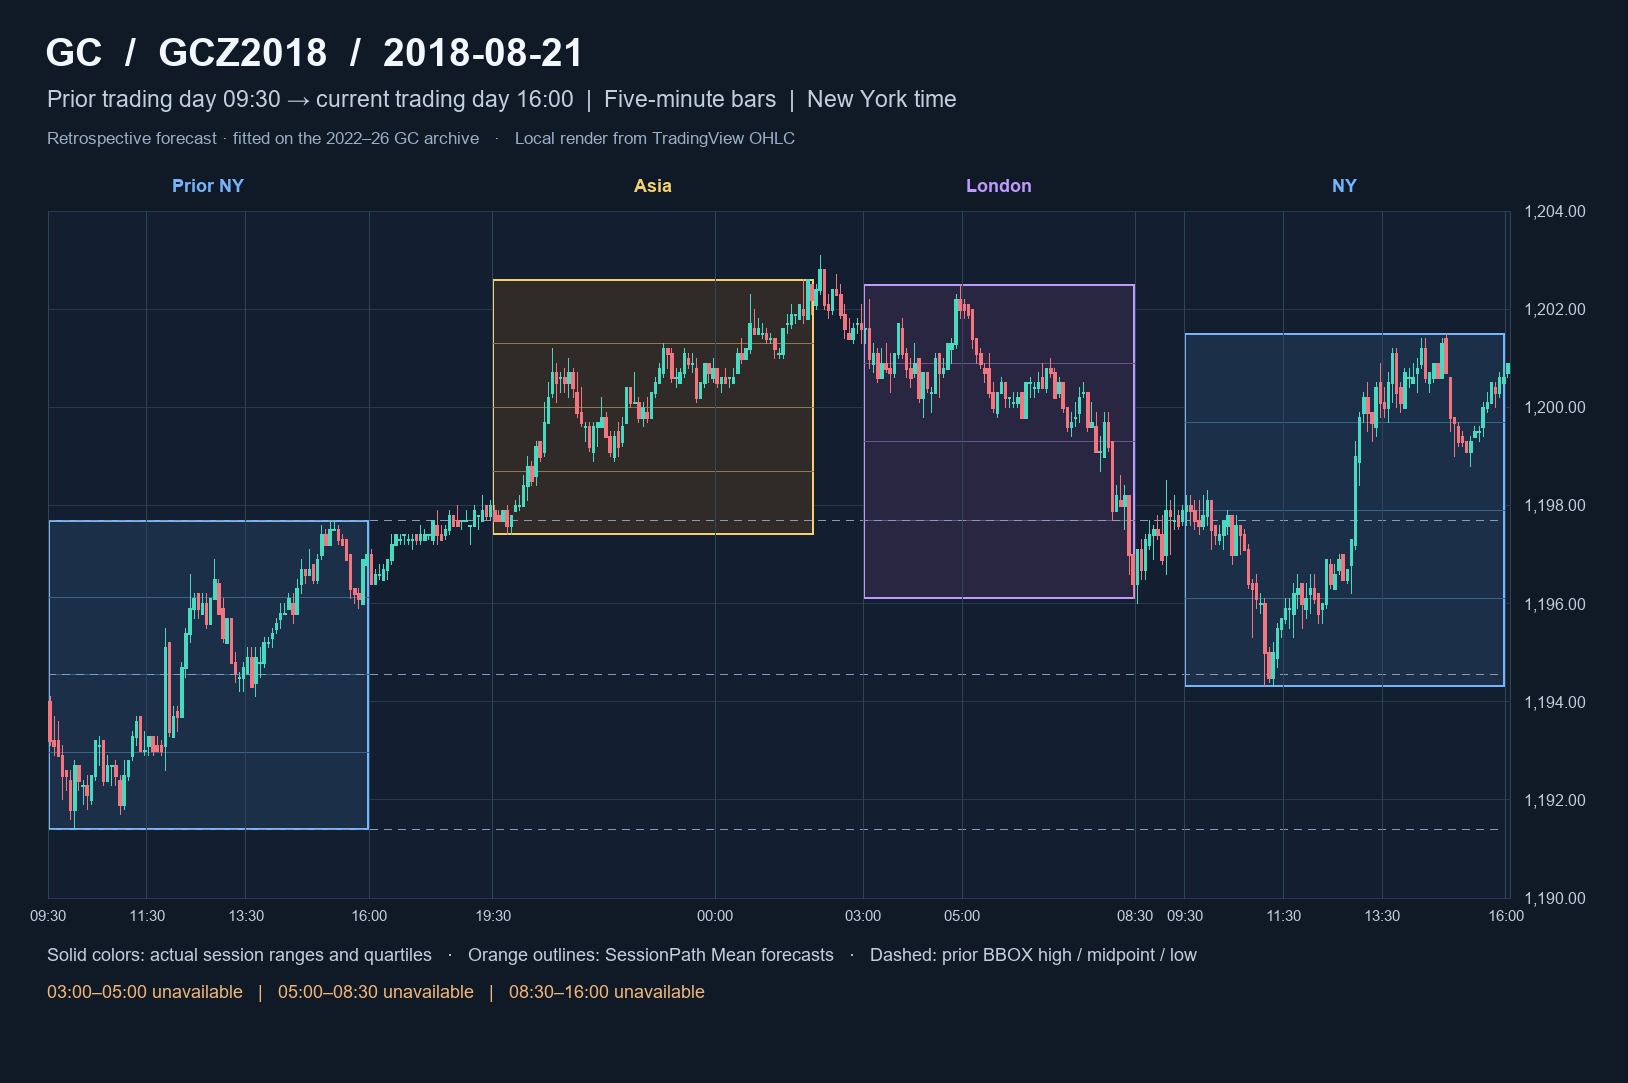 GC / GCZ2018 / 2018-08-21
Prior trading day 09:30 → current trading day 16:00 | Five-minute bars | New York time
Retrospective forecast · fitted on the 2022–26 GC archive · Local render from TradingView OHLC
Prior NY Asia London NY
1,204.00
1,202.00
1,200.00
1,198.00
1,196.00
1,194.00
1,192.00
1,190.00
09:30 11:30 13:30 16:00 19:30 00:00 03:00 05:00 08:30 09:30 11:30 13:30 16:00
Solid colors: actual session ranges and quartiles · Orange outlines: SessionPath Mean forecasts · Dashed: prior BBOX high / midpoint / low
03:00–05:00 unavailable | 05:00–08:30 unavailable | 08:30–16:00 unavailable